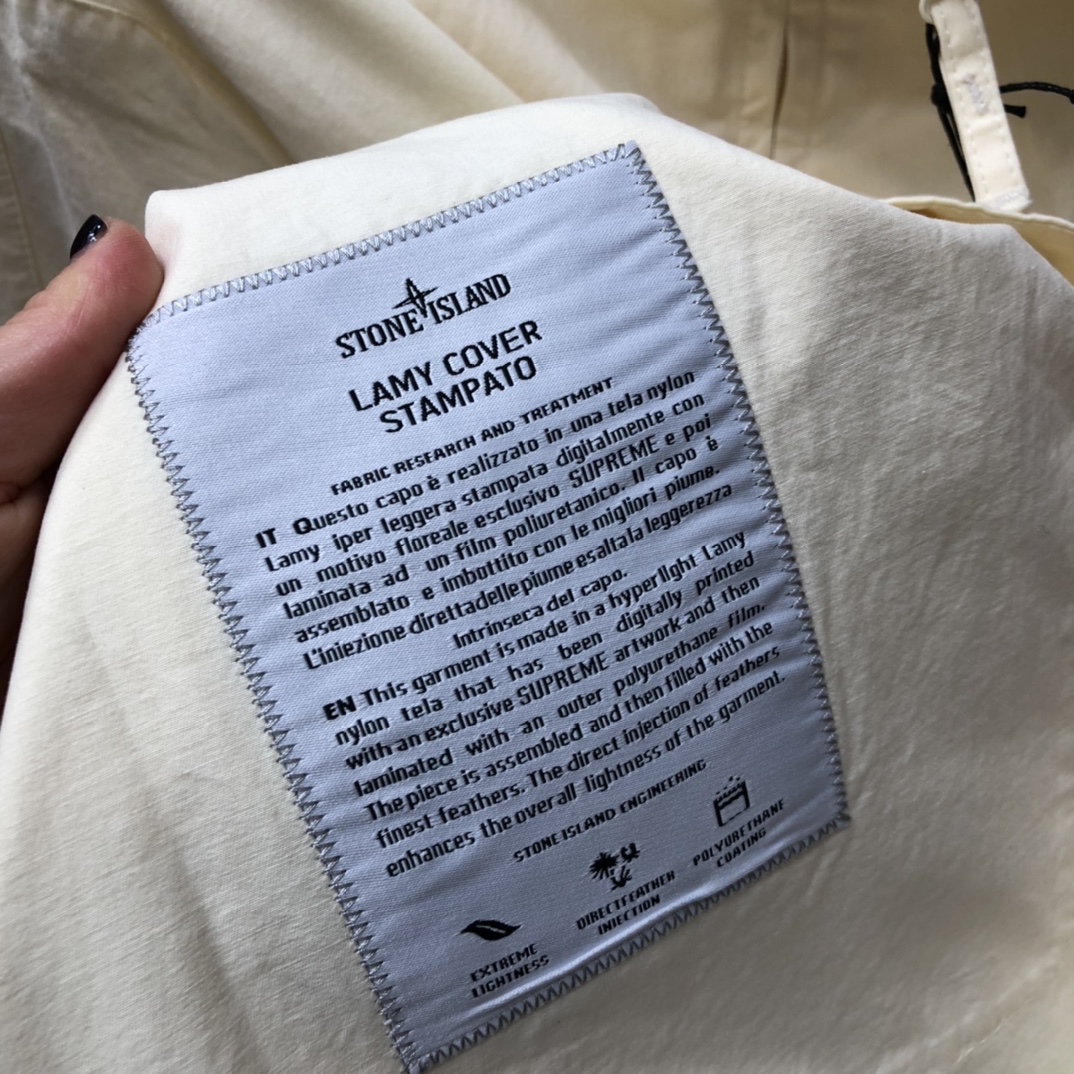 STONE ISLAND
LAMY COVER
STAMPATO
FABRIC RESEARCH AND TREATMENT
IT Questo capo è realizzato in una tela nylon
Lamy iper leggera stampata digitalmente con
un motivo floreale esclusivo SUPREME e poi
laminata ad un film poliuretanico. Il capo è
assemblato e imbottito con le migliori piume.
L'iniezione diretta delle piume esalta la leggerezza
Intrinseca del capo.
EN This garment is made in a hyperlight Lamy
nylon tela that has been digitally printed
with an exclusive SUPREME artwork and then
laminated with an outer polyurethane film.
The piece is assembled and then filled with the
finest feathers. The direct injection of feathers
enhances the overall lightness of the garment.
STONE ISLAND ENGINEERING
EXTREME
LIGHTNESS
DIRECT FEATHER
INJECTION
POLYURETHANE
COATING